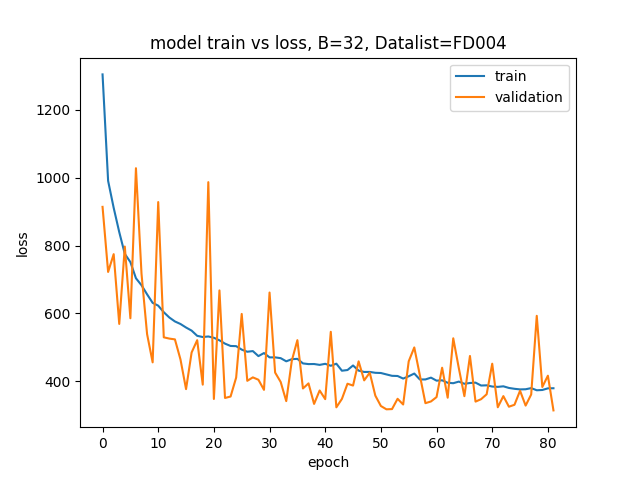 model train vs loss, B=32, Datalist=FD004
train
validation
loss
1200
1000
800
600
400
0 10 20 30 40 50 60 70 80
epoch